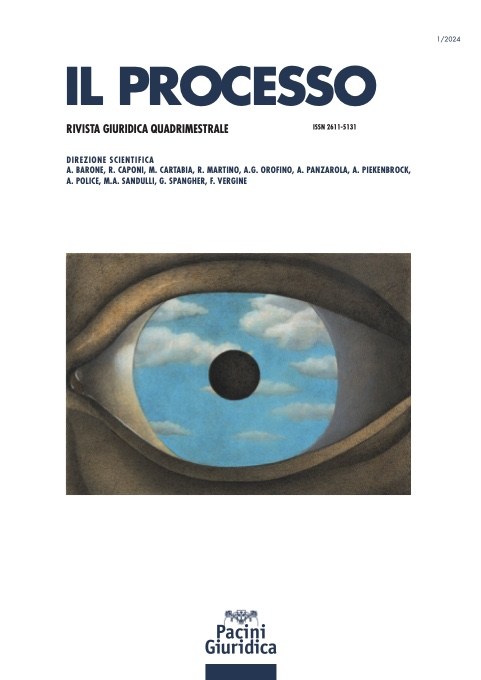 1/2024
IL PROCESSO
RIVISTA GIURIDICA QUADRIMESTRALE
ISSN 2611-5131
DIREZIONE SCIENTIFICA
A. BARONE, R. CAPONI, M. CARTABIA, R. MARTINO, A.G. OROFINO, A. PANZAROLA, A. PIEKENBROCK,
A. POLICE, M.A. SANDULLI, G. SPANGHER, F. VERGINE
Pacini
Giuridica